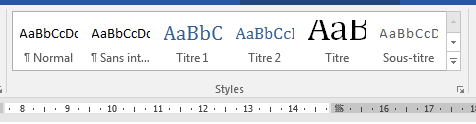 AaBbCcDc AaBbCcDc AaBbC AaBbCcl AaB AaBbCcD
¶ Normal ¶ Sans int... Titre 1 Titre 2 Titre Sous-titre
Styles
8 9 10 11 12 13 14 15 16 17 18